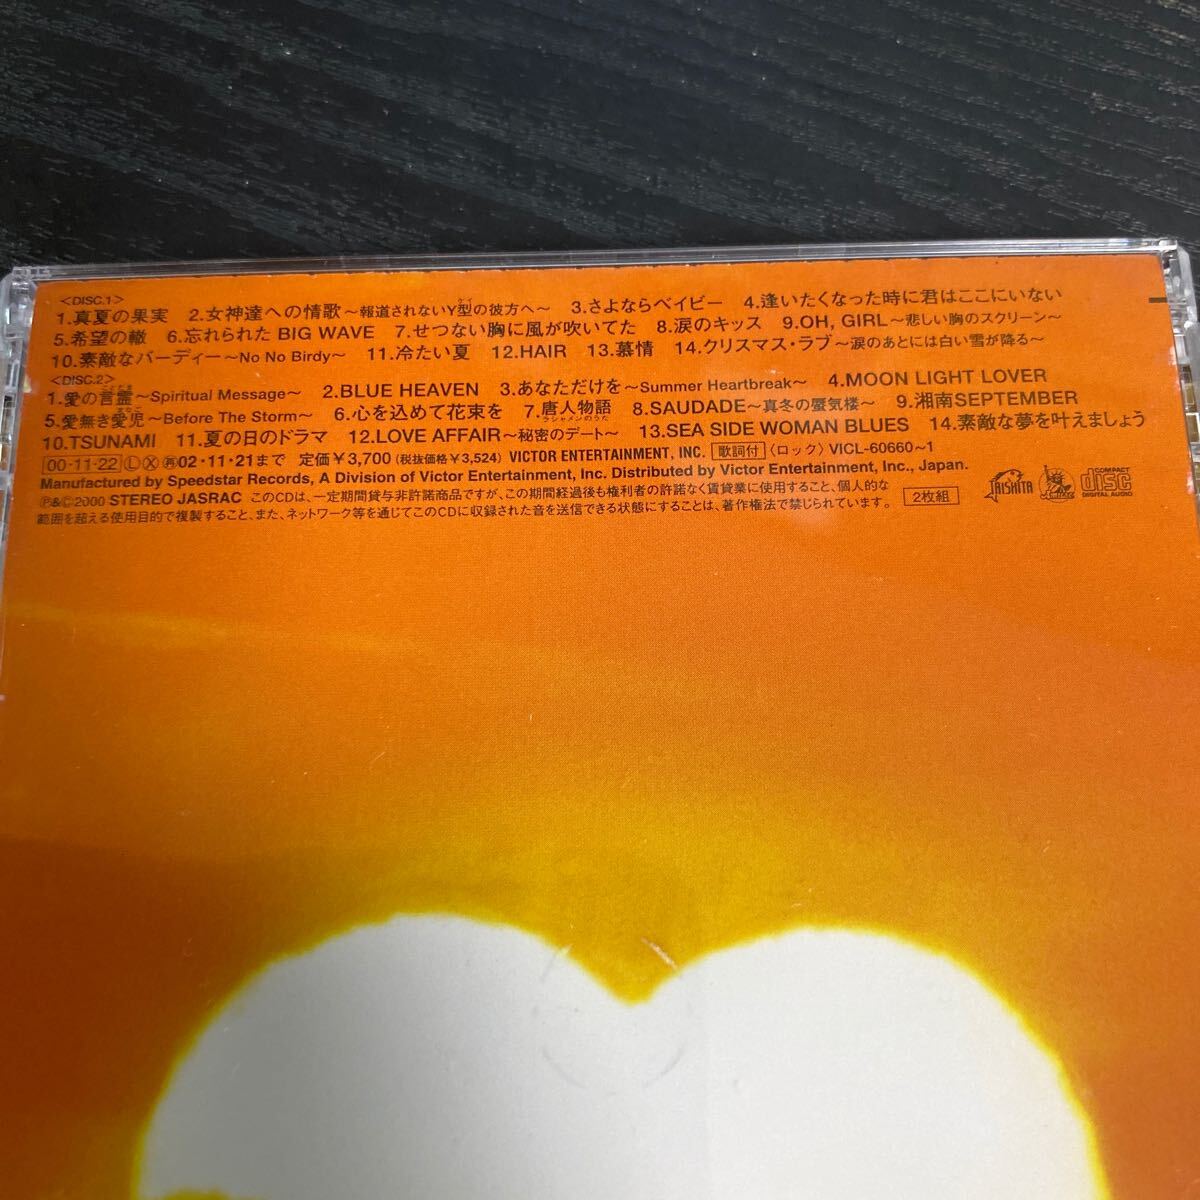 <DISC.1>
1.真夏の果実 2.女神達への情歌～報道されないY型の彼方へ～ 3.さよならベイビー 4.逢いたくなった時に君はここにいない
5.希望の轍 6.忘れられた BIG WAVE 7.せつない胸に風が吹いてた 8.涙のキッス 9.OH, GIRL～悲しい胸のスクリーン～
10.素敵なバーディー～No No Birdy～ 11.冷たい夏 12.HAIR 13.慕情 14.クリスマス・ラブ～涙のあとには白い雪が降る～
<DISC.2>
1.愛の言霊～Spiritual Message～ 2.BLUE HEAVEN 3.あなただけを～Summer Heartbreak～ 4.MOON LIGHT LOVER
5.愛無き愛児～Before The Storm～ 6.心を込めて花束を 7.唐人物語 8.SAUDADE～真冬の蜃気楼～ 9.湘南SEPTEMBER
10.TSUNAMI 11.夏の日のドラマ 12.LOVE AFFAIR～秘密のデート～ 13.SEA SIDE WOMAN BLUES 14.素敵な夢を叶えましょう
00・11・22 Ⓛ Ⓧ ㊑ 02・11・21まで 定価￥3,700 (税抜価格￥3,524) VICTOR ENTERTAINMENT, INC. 歌詞付 〈ロック〉 VICL-60660～1
Manufactured by Speedstar Records, A Division of Victor Entertainment, Inc. Distributed by Victor Entertainment, Inc., Japan.
Ⓟ&© 2000 STEREO JASRAC このCDは、一定期間貸与非許諾商品ですが、この期間経過後も権利者の許諾なく賃貸業に使用すること、個人的な
範囲を超える使用目的で複製すること、また、ネットワーク等を通じてこのCDに収録された音を送信できる状態にすることは、著作権法で禁じられています。
2枚組
TAISHITA
COMPACT disc DIGITAL AUDIO